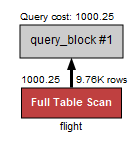 Query cost: 1000.25
query_block #1
1000.25 9.76K rows
Full Table Scan
flight